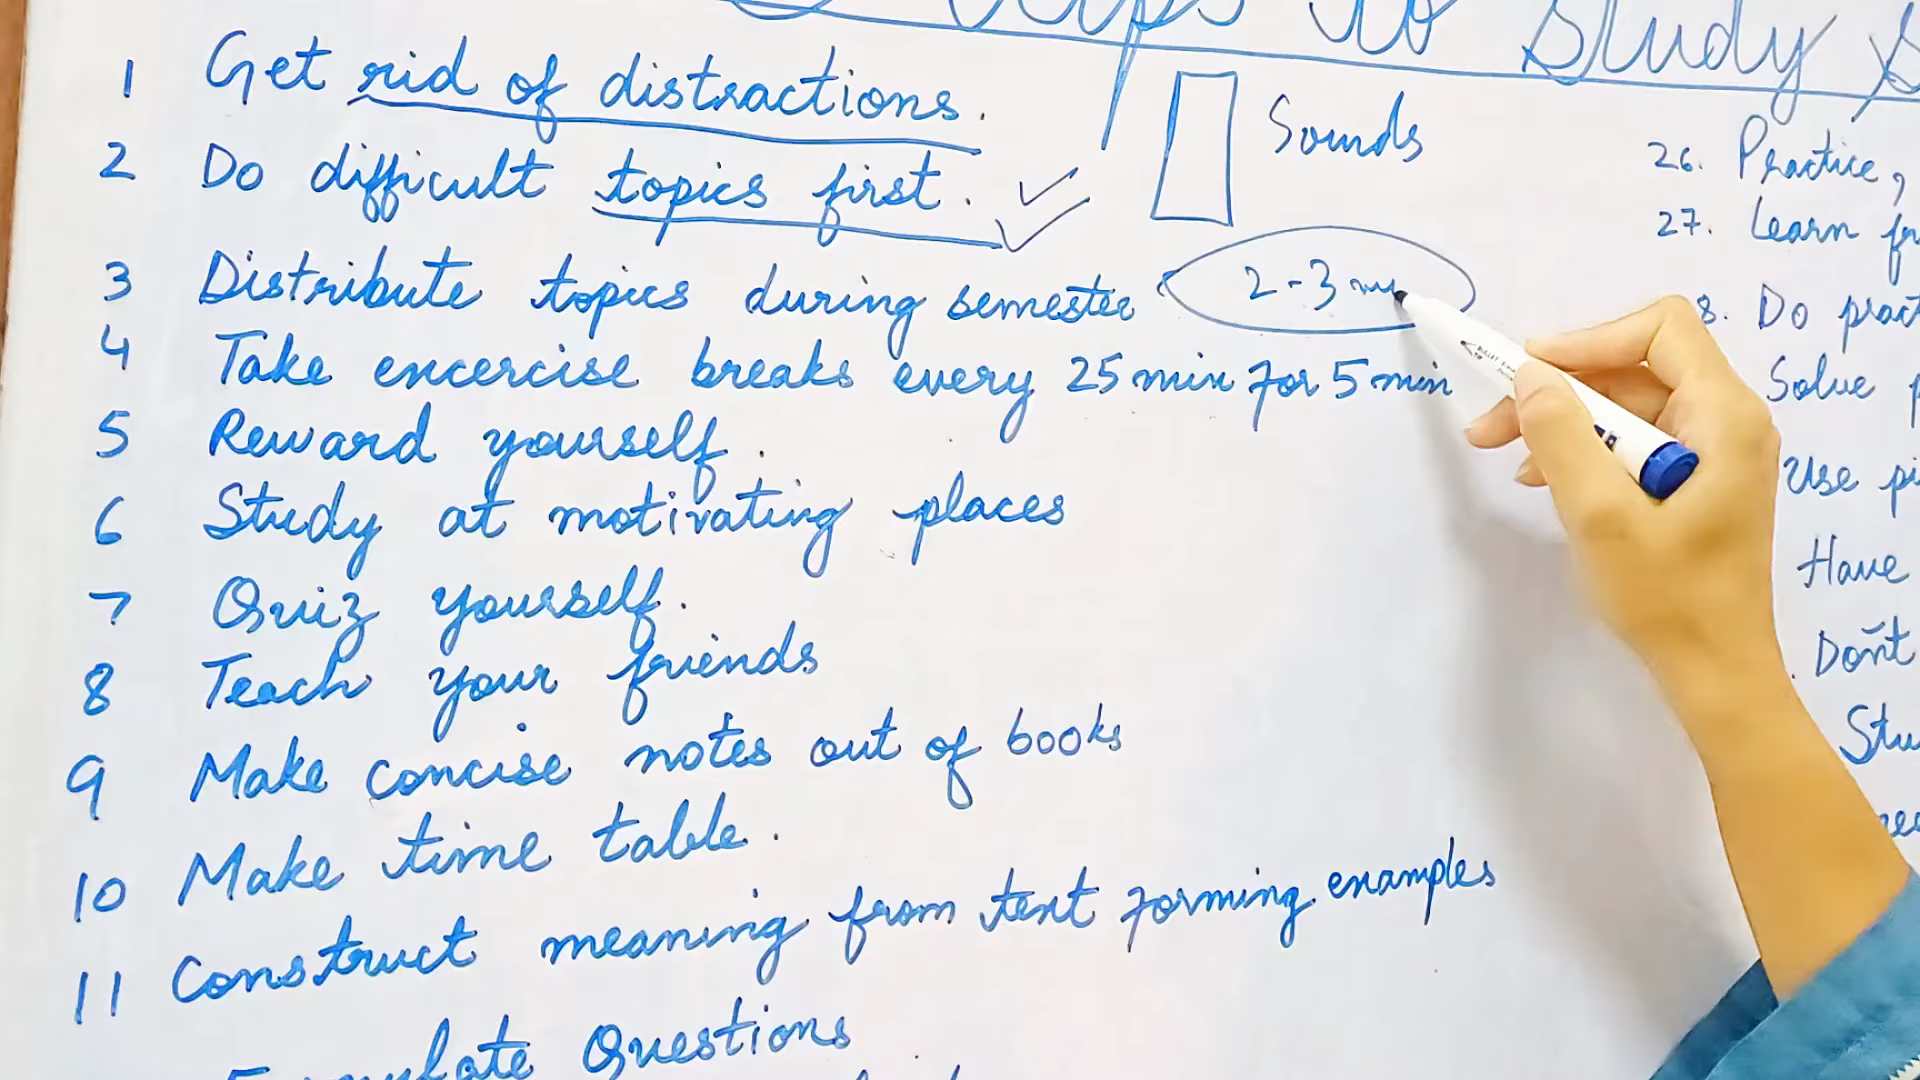 Tips to Study
1 Get rid of distractions.
Sounds
2 Do difficult topics first.
3 Distribute topics during semester
2-3
4 Take encercise breaks every 25 min for 5 min
5 Reward yourself.
6 Study at motivating places
7 Quiz yourself.
8 Teach your friends
9 Make concise notes out of books
10 Make time table.
11 Construct meaning from text forming examples
Questions
26. Practice,
27. Learn
8. Do
Solve
Use
Have
Don't